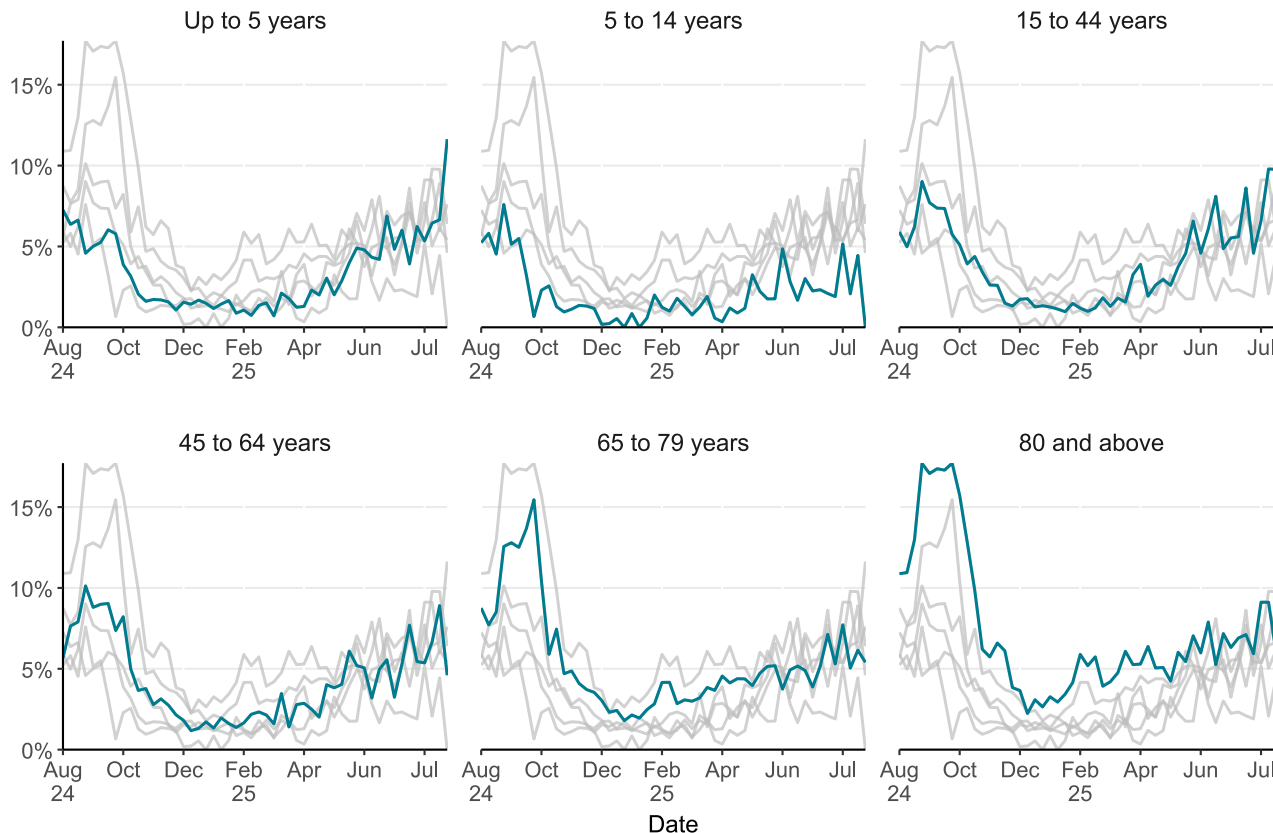 Up to 5 years
5 to 14 years
15 to 44 years
15%
10%
5%
0%
Aug 24 Oct Dec Feb 25 Apr Jun Jul
Aug 24 Oct Dec Feb 25 Apr Jun Jul
Aug 24 Oct Dec Feb 25 Apr Jun Jul
45 to 64 years
65 to 79 years
80 and above
15%
10%
5%
0%
Aug 24 Oct Dec Feb 25 Apr Jun Jul
Aug 24 Oct Dec Feb 25 Apr Jun Jul
Aug 24 Oct Dec Feb 25 Apr Jun Jul
Date